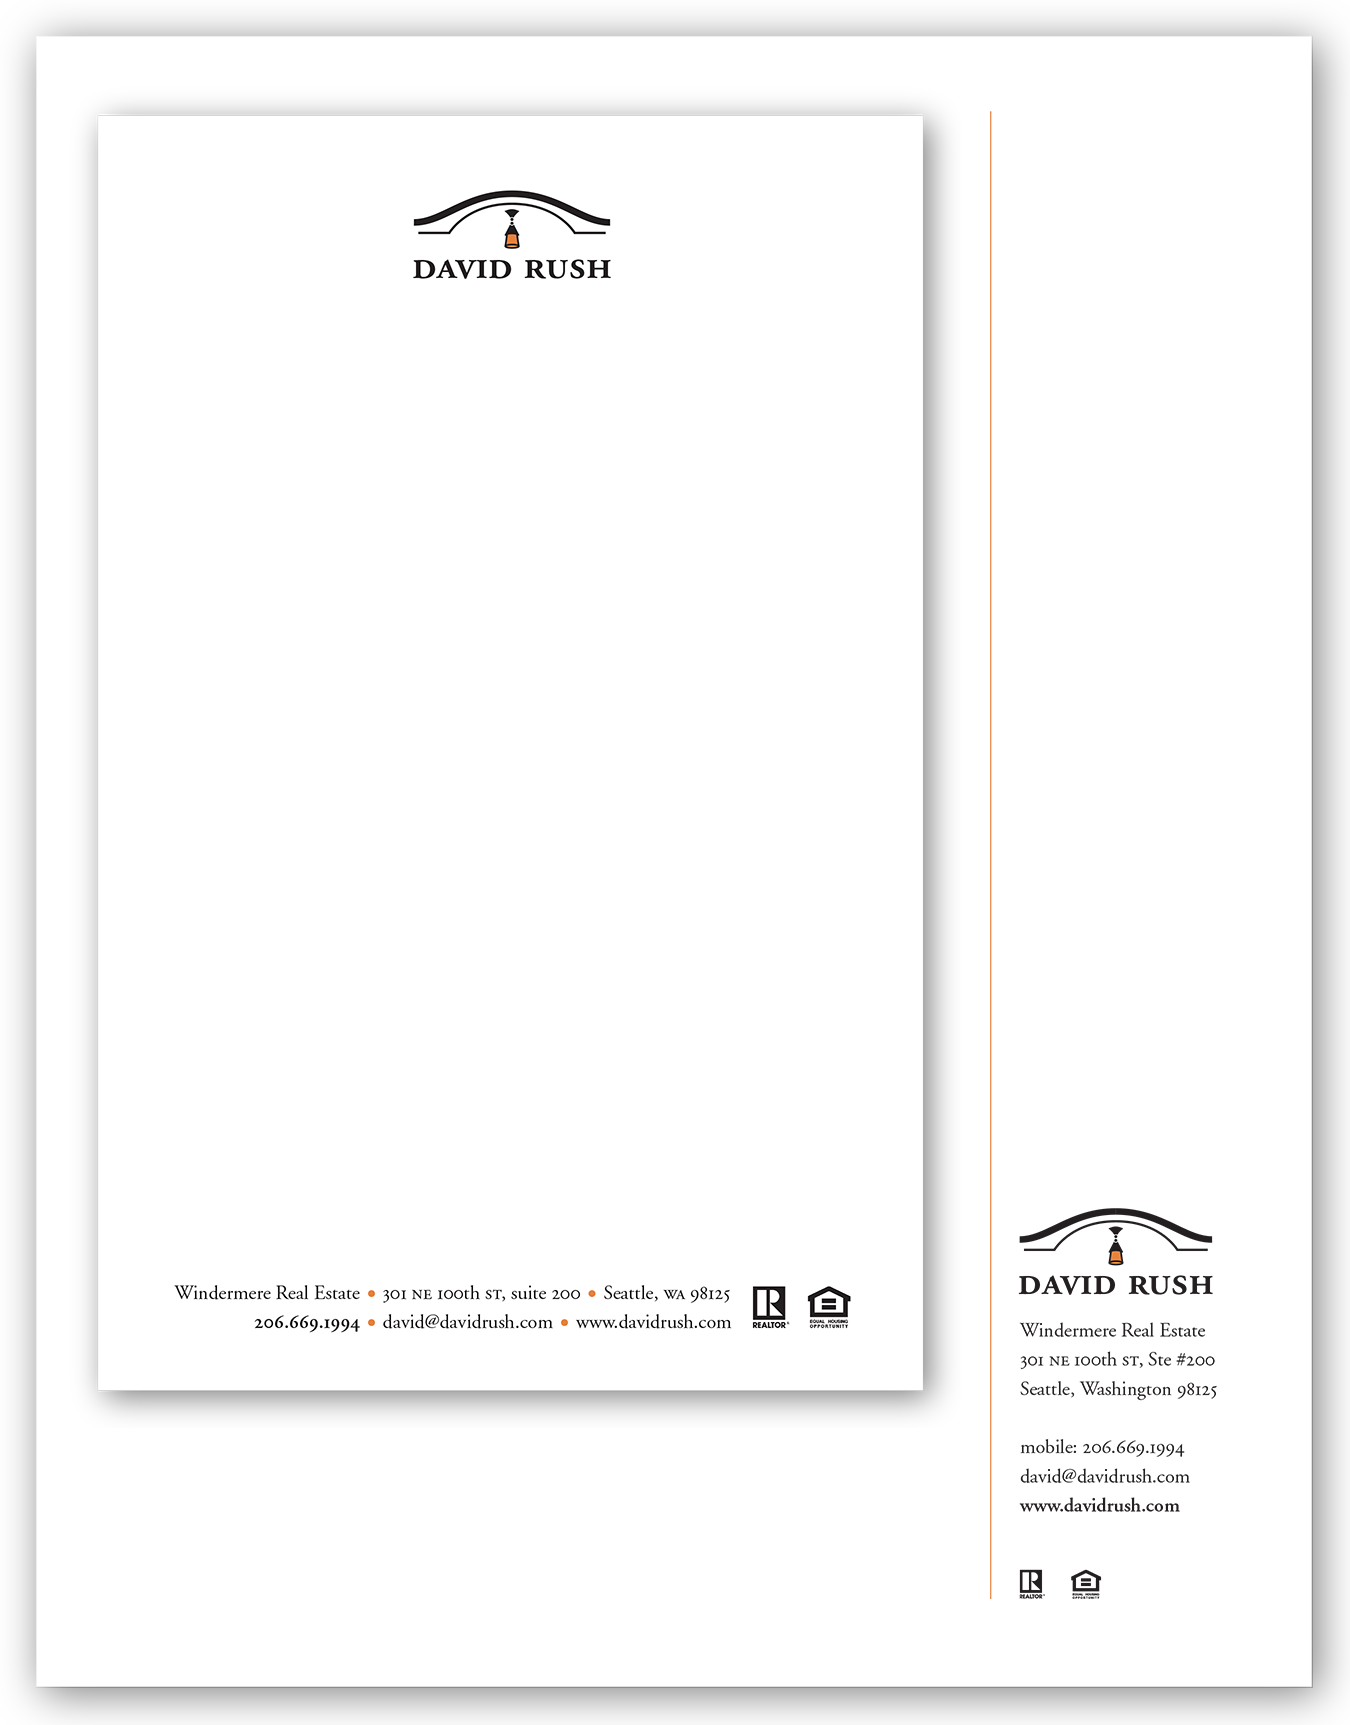 DAVID RUSH
Windermere Real Estate • 301 NE 100th ST, suite 200 • Seattle, WA 98125
206.669.1994 • david@davidrush.com • www.davidrush.com
REALTOR®
EQUAL HOUSING
OPPORTUNITY
DAVID RUSH
Windermere Real Estate
301 NE 100th ST, Ste #200
Seattle, Washington 98125
mobile: 206.669.1994
david@davidrush.com
www.davidrush.com
REALTOR®
EQUAL HOUSING
OPPORTUNITY